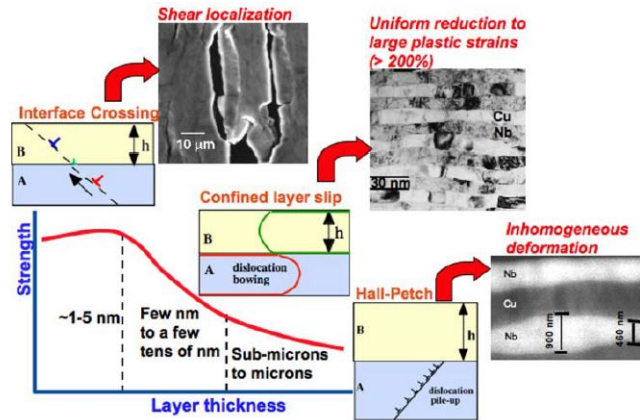 Shear localization
10 μm
Uniform reduction to
large plastic strains
(> 200%)
Cu
Nb
30 nm
Interface Crossing
B
h
A
Confined layer slip
B
h
A
dislocation
bowing
Inhomogeneous
deformation
Nb
Cu
Nb
900 nm
460 nm
Hall-Petch
B
h
A
dislocation
pile-up
Strength
~1-5 nm
Few nm
to a few
tens of nm
Sub-microns
to microns
Layer thickness